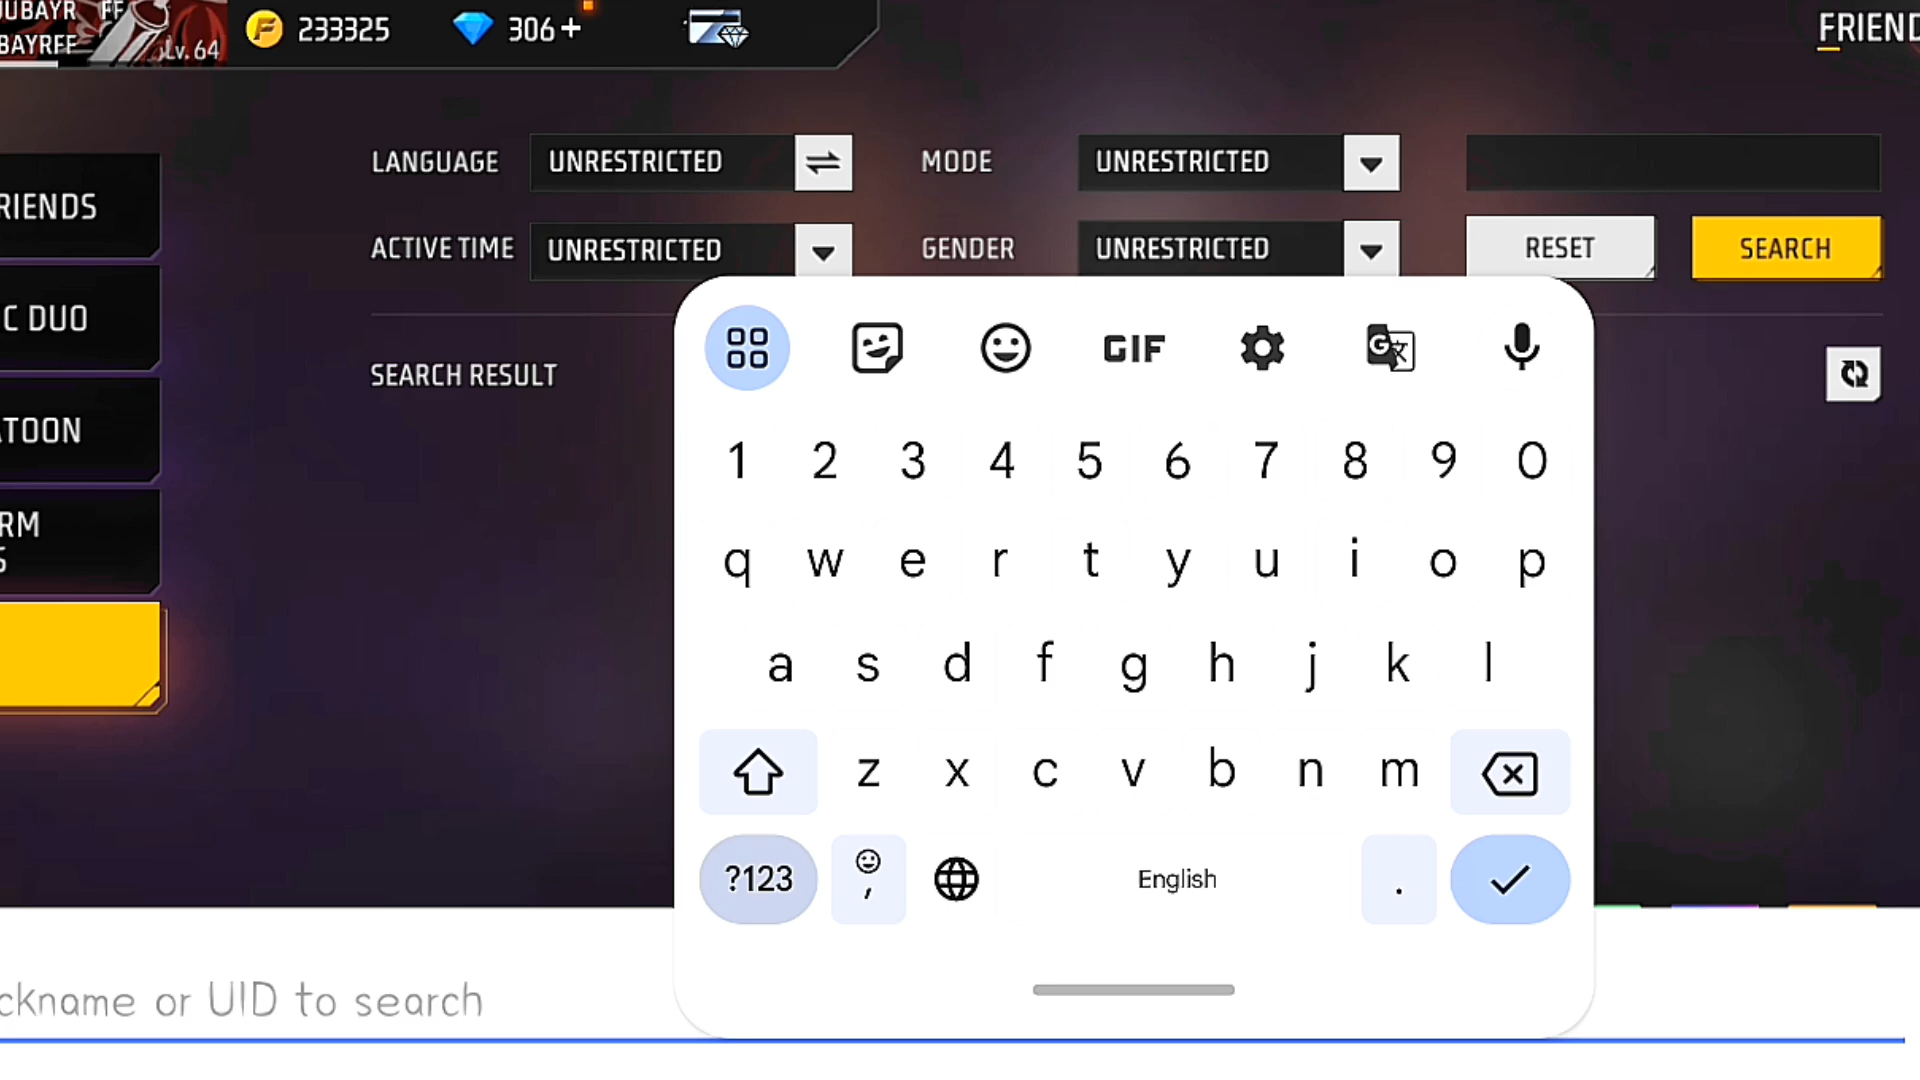 UBAYR FF
BAYRFF
Lv. 64
233325
306+
FRIEND
LANGUAGE UNRESTRICTED MODE UNRESTRICTED
ACTIVE TIME UNRESTRICTED GENDER UNRESTRICTED RESET SEARCH
RIENDS
C DUO
ATOON
RM
S
SEARCH RESULT
GIF G
1 2 3 4 5 6 7 8 9 0
q w e r t y u i o p
a s d f g h j k l
z x c v b n m
?123 , English .
ckname or UID to search